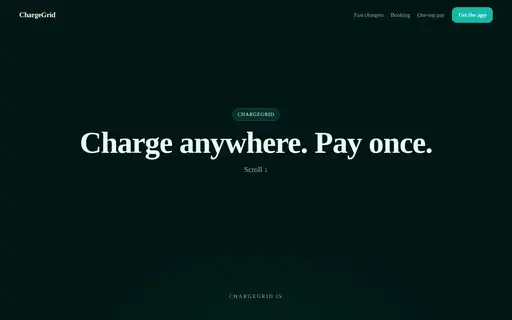 ChargeGrid
Fast chargers Booking One-tap pay Get the app
CHARGEGRID
Charge anywhere. Pay once.
Scroll ↓
CHARGEGRID IS